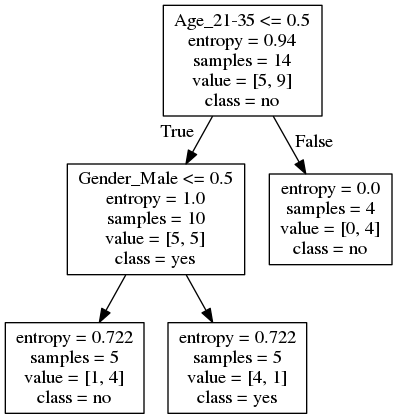 Age_21-35 <= 0.5
entropy = 0.94
samples = 14
value = [5, 9]
class = no
True
False
Gender_Male <= 0.5
entropy = 1.0
samples = 10
value = [5, 5]
class = yes
entropy = 0.0
samples = 4
value = [0, 4]
class = no
entropy = 0.722
samples = 5
value = [1, 4]
class = no
entropy = 0.722
samples = 5
value = [4, 1]
class = yes